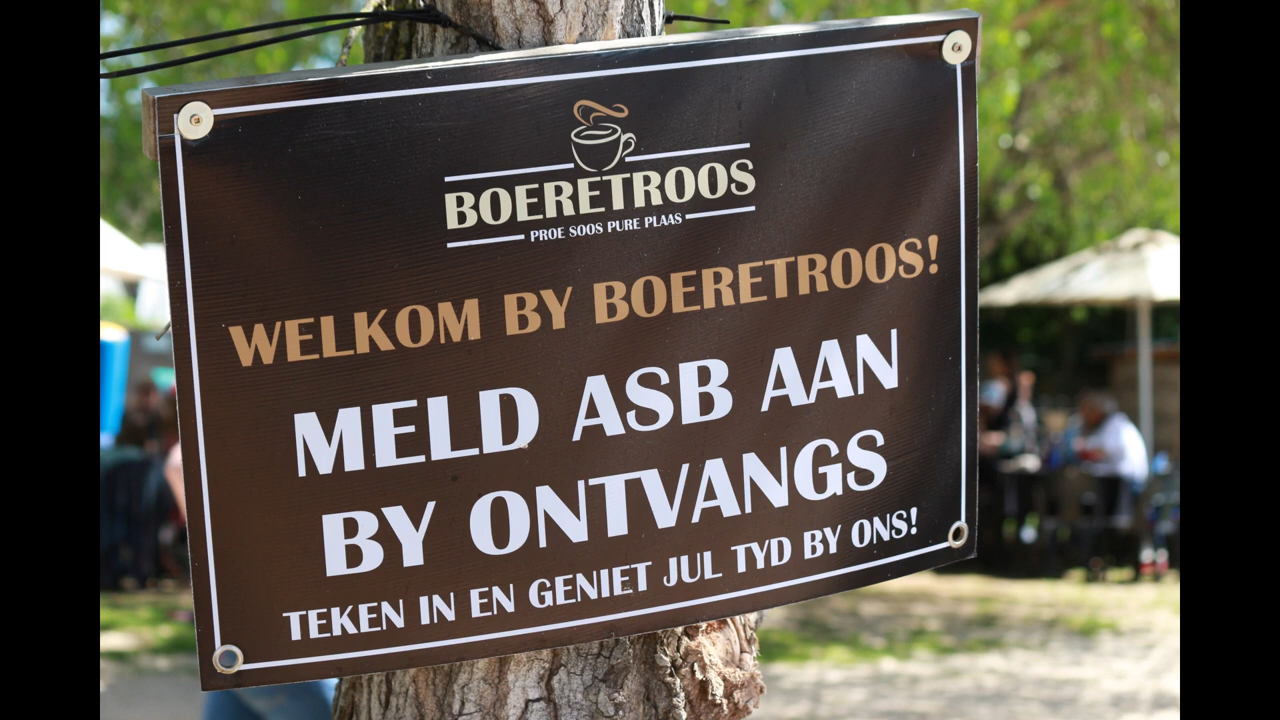 BOERETROOS
PROE SOOS PURE PLAAS
WELKOM BY BOERETROOS!
MELD ASB AAN
BY ONTVANGS
TEKEN IN EN GENIET JUL TYD BY ONS!